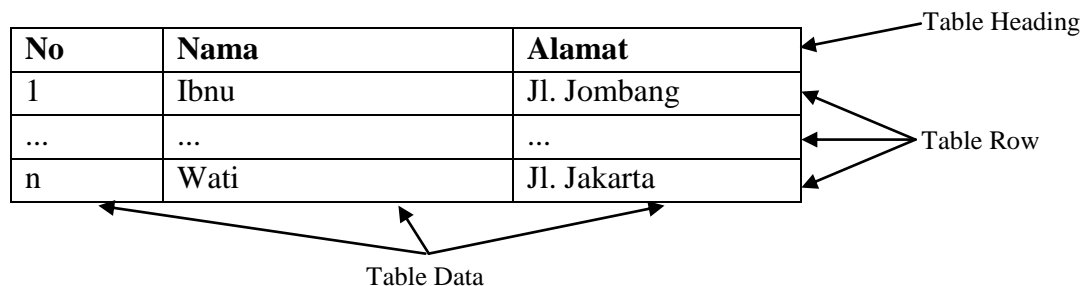 Table Heading
No Nama Alamat
1 Ibnu Jl. Jombang
... ... ...
Table Row
n Wati Jl. Jakarta
Table Data